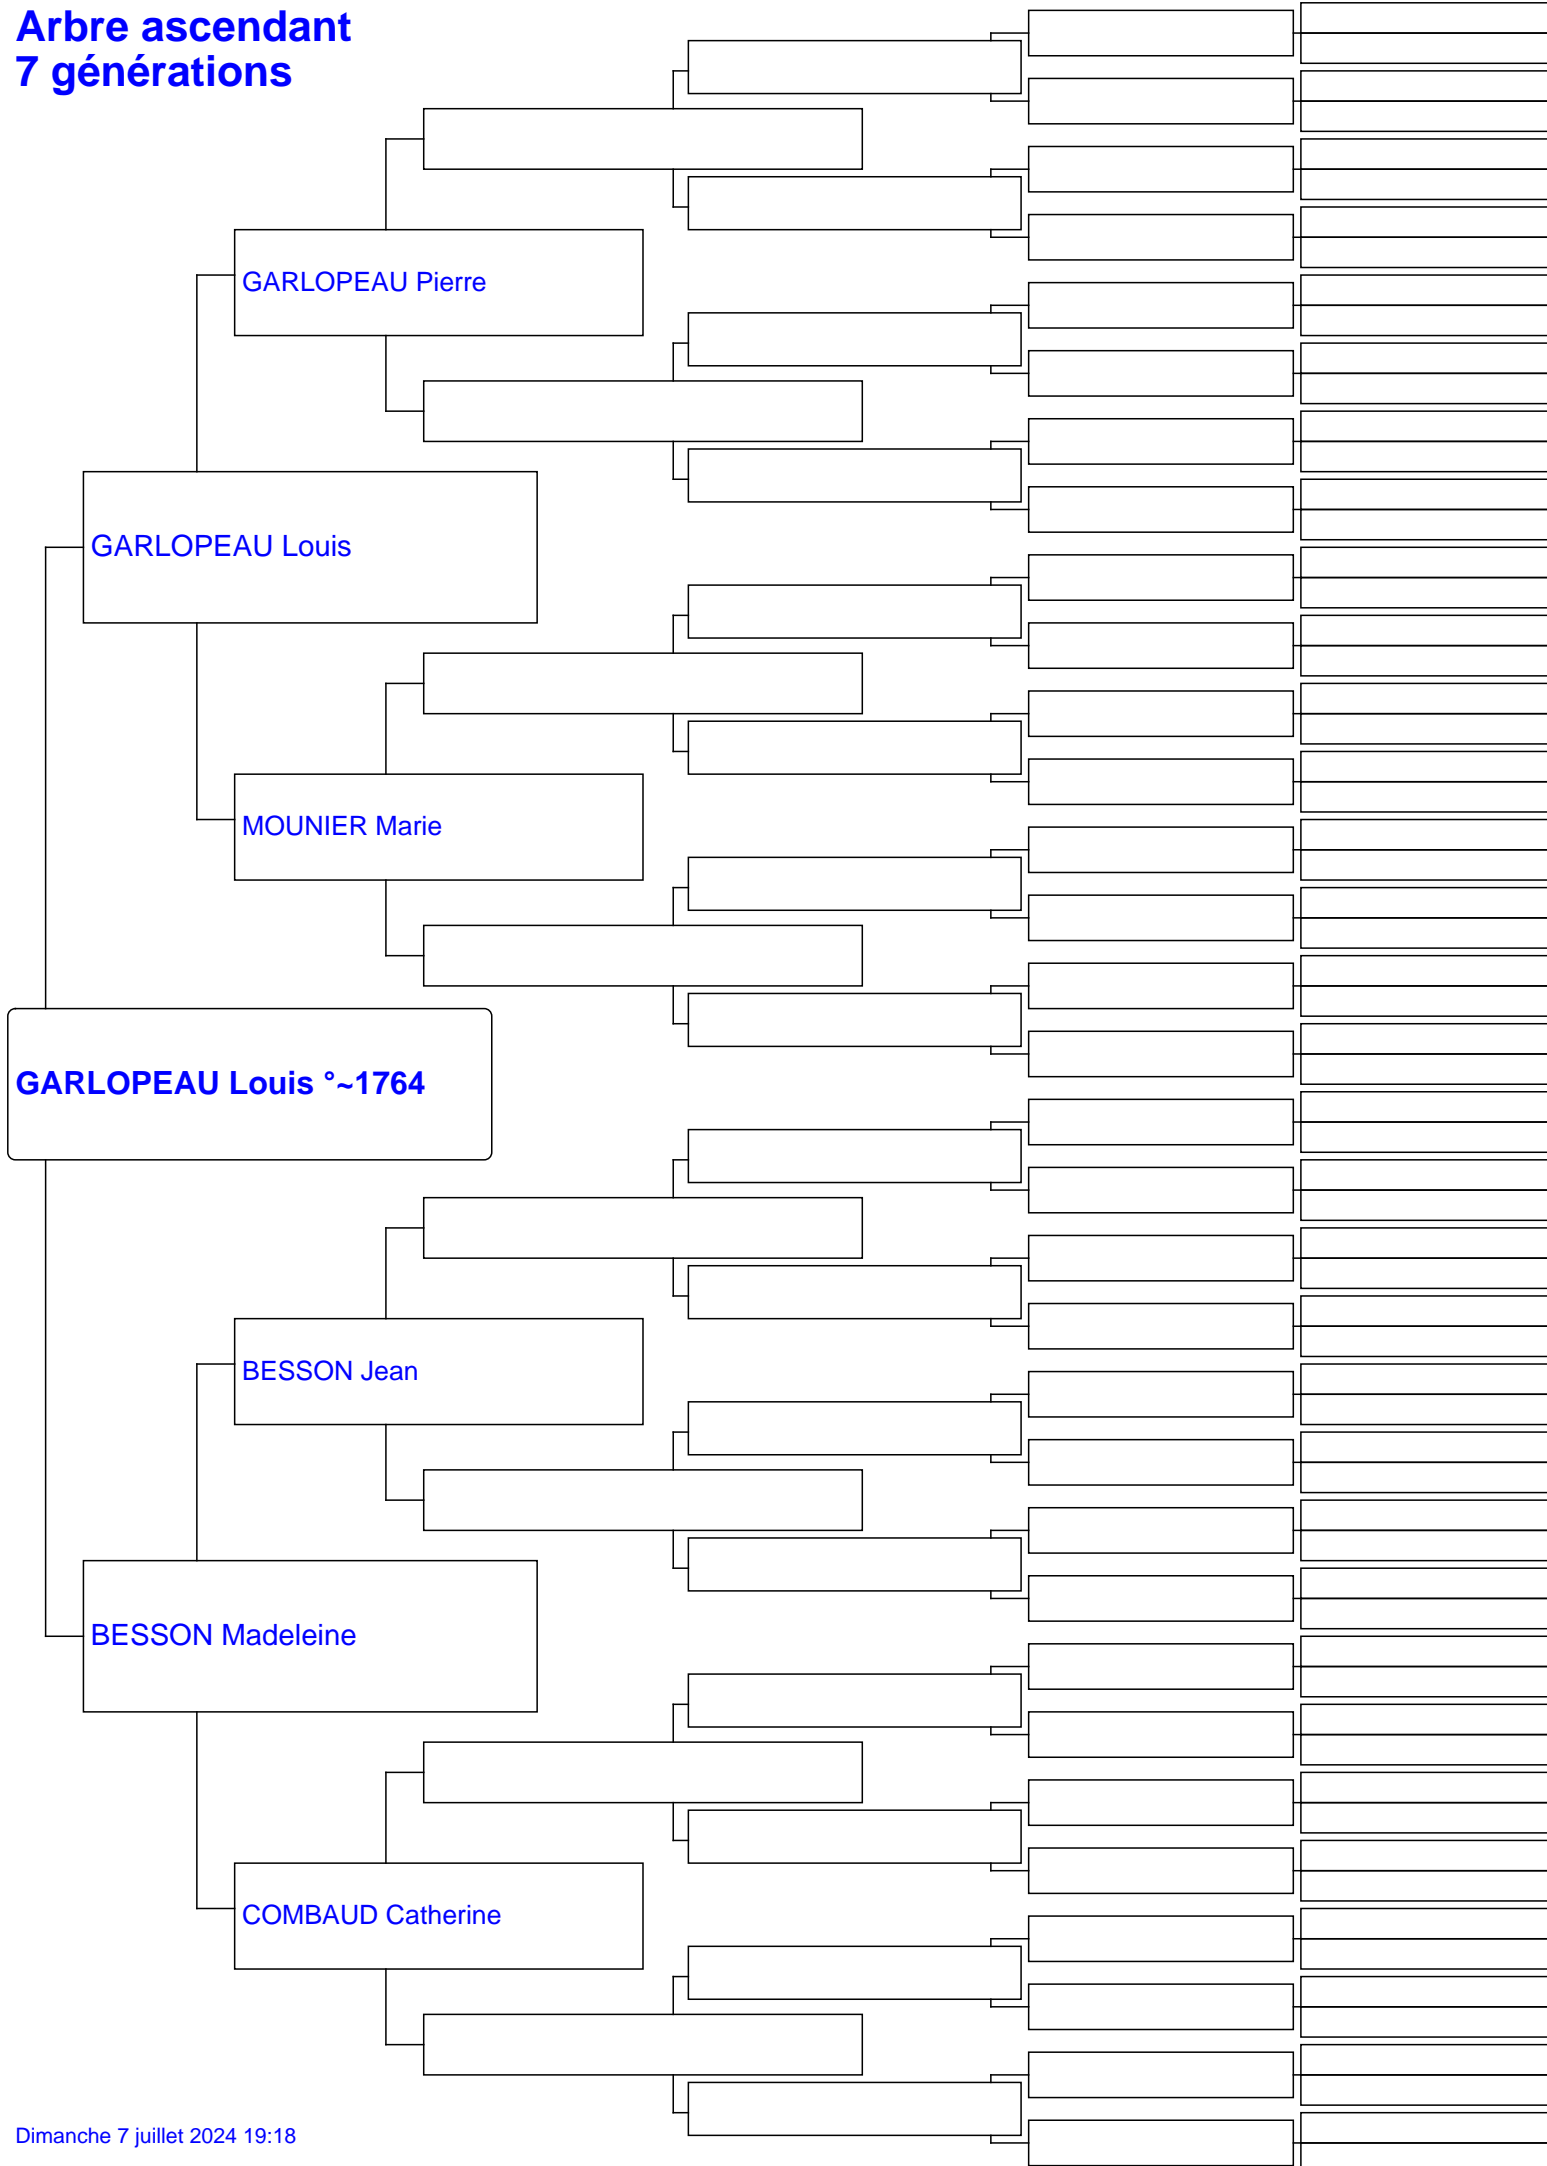 Arbre ascendant
7 générations
GARLOPEAU Pierre
GARLOPEAU Louis
MOUNIER Marie
GARLOPEAU Louis °~1764
BESSON Jean
BESSON Madeleine
COMBAUD Catherine
Dimanche 7 juillet 2024 19:18